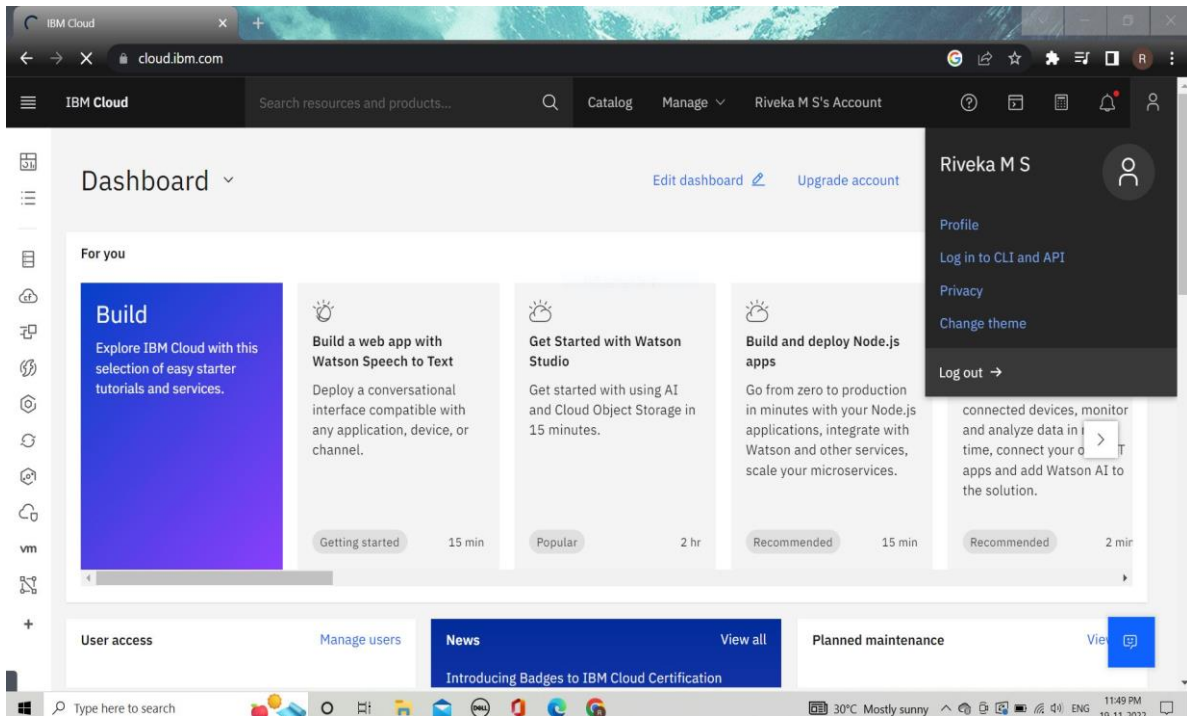 IBM Cloud
cloud.ibm.com
R
IBM Cloud
Search resources and products...
Catalog
Manage
Riveka M S's Account
Dashboard
Edit dashboard
Upgrade account
Riveka M S
Profile
Log in to CLI and API
Privacy
Change theme
Log out →
For you
Build
Explore IBM Cloud with this
selection of easy starter
tutorials and services.
Build a web app with
Watson Speech to Text
Deploy a conversational
interface compatible with
any application, device, or
channel.
Getting started
15 min
Get Started with Watson
Studio
Get started with using AI
and Cloud Object Storage in
15 minutes.
Popular
2 hr
Build and deploy Node.js
apps
Go from zero to production
in minutes with your Node.js
applications, integrate with
Watson and other services,
scale your microservices.
Recommended
15 min
connected devices, monitor
and analyze data in
time, connect your
apps and add Watson AI to
the solution.
Recommended
2 min
vm
User access
Manage users
News
View all
Introducing Badges to IBM Cloud Certification
Planned maintenance
Type here to search
DELL
30°C Mostly sunny
ENG
11:49 PM
19-11-2022